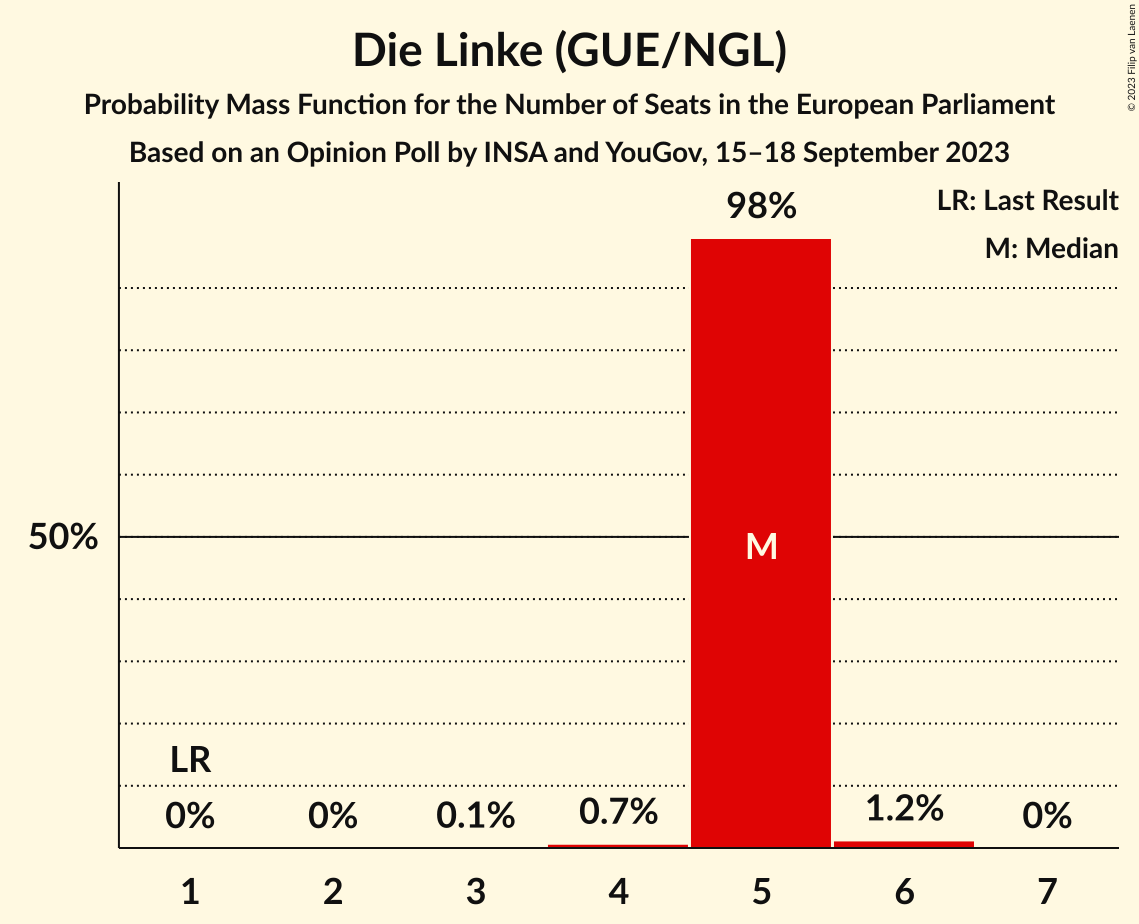 Die Linke (GUE/NGL)
Probability Mass Function for the Number of Seats in the European Parliament
Based on an Opinion Poll by INSA and YouGov, 15–18 September 2023
© 2023 Filip van Laenen
LR: Last Result
M: Median
98%
50%
M
LR
0%
0%
0.1%
0.7%
1.2%
0%
1
2
3
4
5
6
7